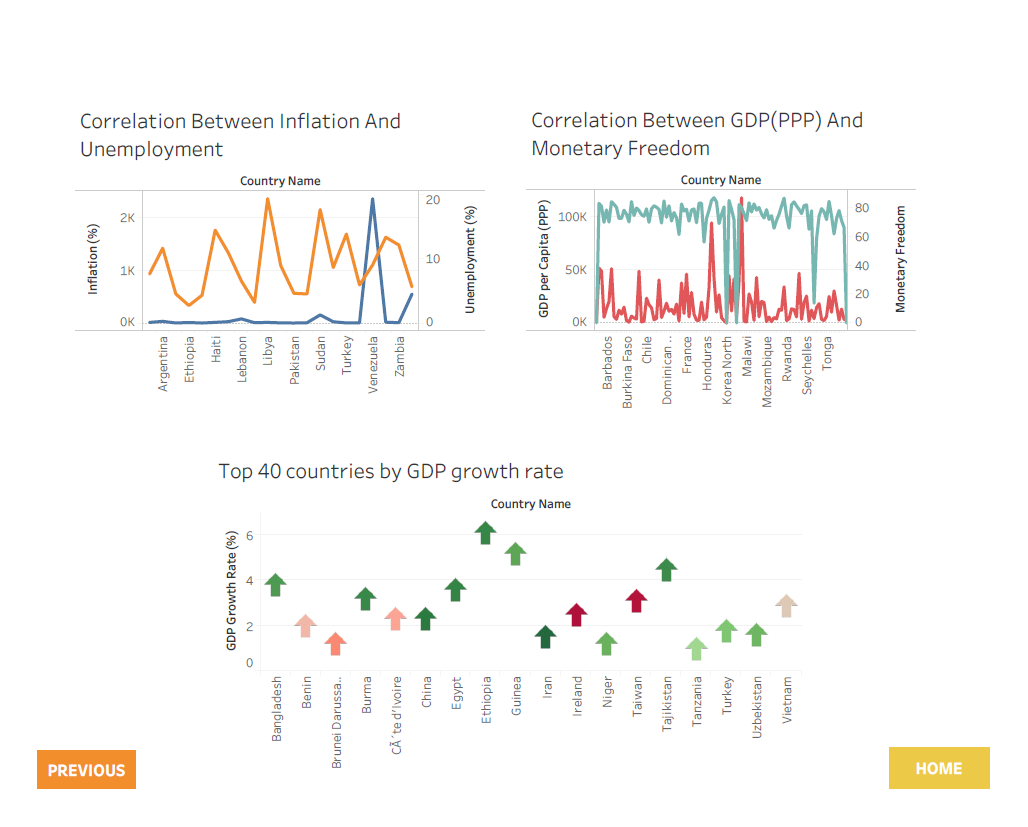 Correlation Between Inflation And
Unemployment
Country Name
Inflation (%)
2K
1K
0K
20
10
0
Unemployment (%)
Argentina
Ethiopia
Haiti
Lebanon
Libya
Pakistan
Sudan
Turkey
Venezuela
Zambia
Correlation Between GDP(PPP) And
Monetary Freedom
Country Name
GDP per Capita (PPP)
100K
50K
0K
80
60
40
20
0
Monetary Freedom
Barbados
Burkina Faso
Chile
Dominican ..
France
Honduras
Korea North
Malawi
Mozambique
Rwanda
Seychelles
Tonga
Top 40 countries by GDP growth rate
Country Name
GDP Growth Rate (%)
6
4
2
0
Bangladesh
Benin
Brunei Darussa..
Burma
CÃ´te d'Ivoire
China
Egypt
Ethiopia
Guinea
Iran
Ireland
Niger
Taiwan
Tajikistan
Tanzania
Turkey
Uzbekistan
Vietnam
PREVIOUS
HOME